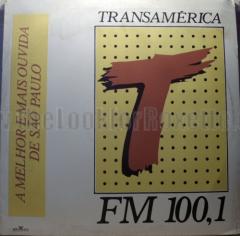 TRANSAMÉRICA
A MELHOR E MAIS OUVIDA
DE SÃO PAULO
T
FM 100,1